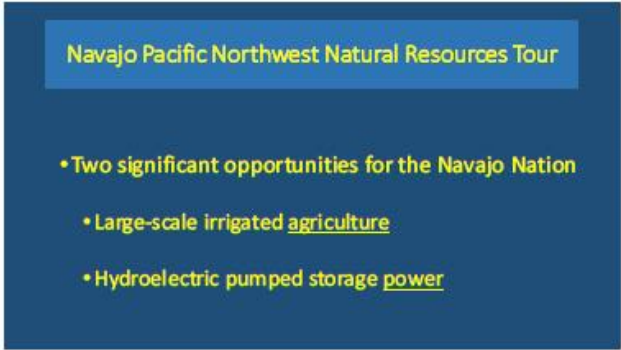 Navajo Pacific Northwest Natural Resources Tour
•Two significant opportunities for the Navajo Nation
•Large-scale irrigated agriculture
•Hydroelectric pumped storage power